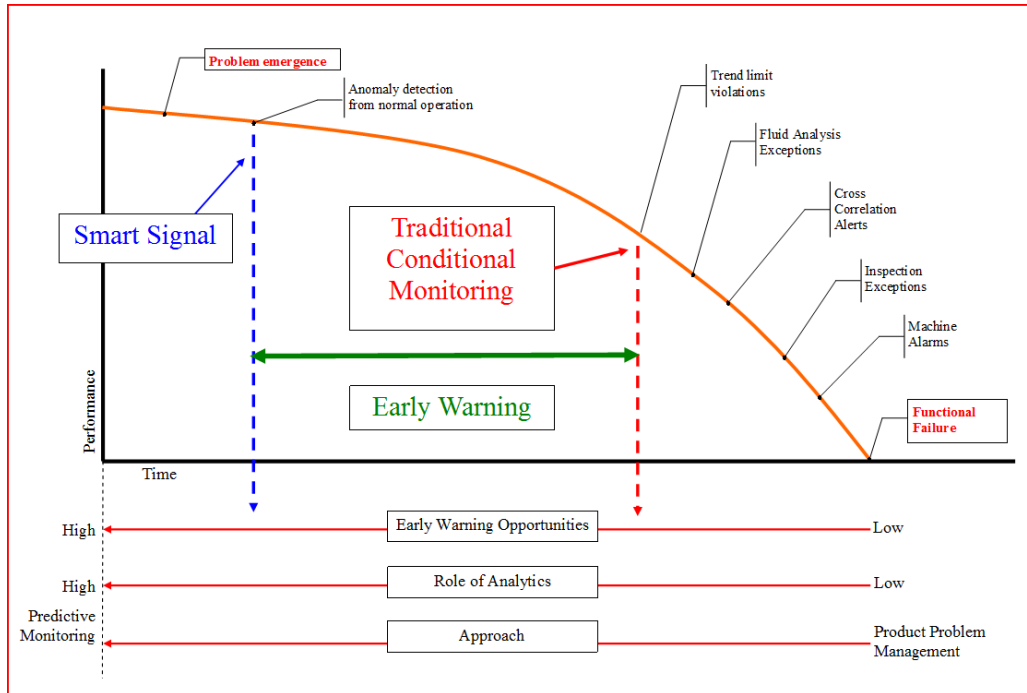 Problem emergence
Anomaly detection
from normal operation
Trend limit
violations
Fluid Analysis
Exceptions
Cross
Correlation
Alerts
Smart Signal
Traditional
Conditional
Monitoring
Inspection
Exceptions
Machine
Alarms
Early Warning
Functional
Failure
Performance
Time
High
Early Warning Opportunities
Low
High
Role of Analytics
Low
Predictive
Monitoring
Approach
Product Problem
Management